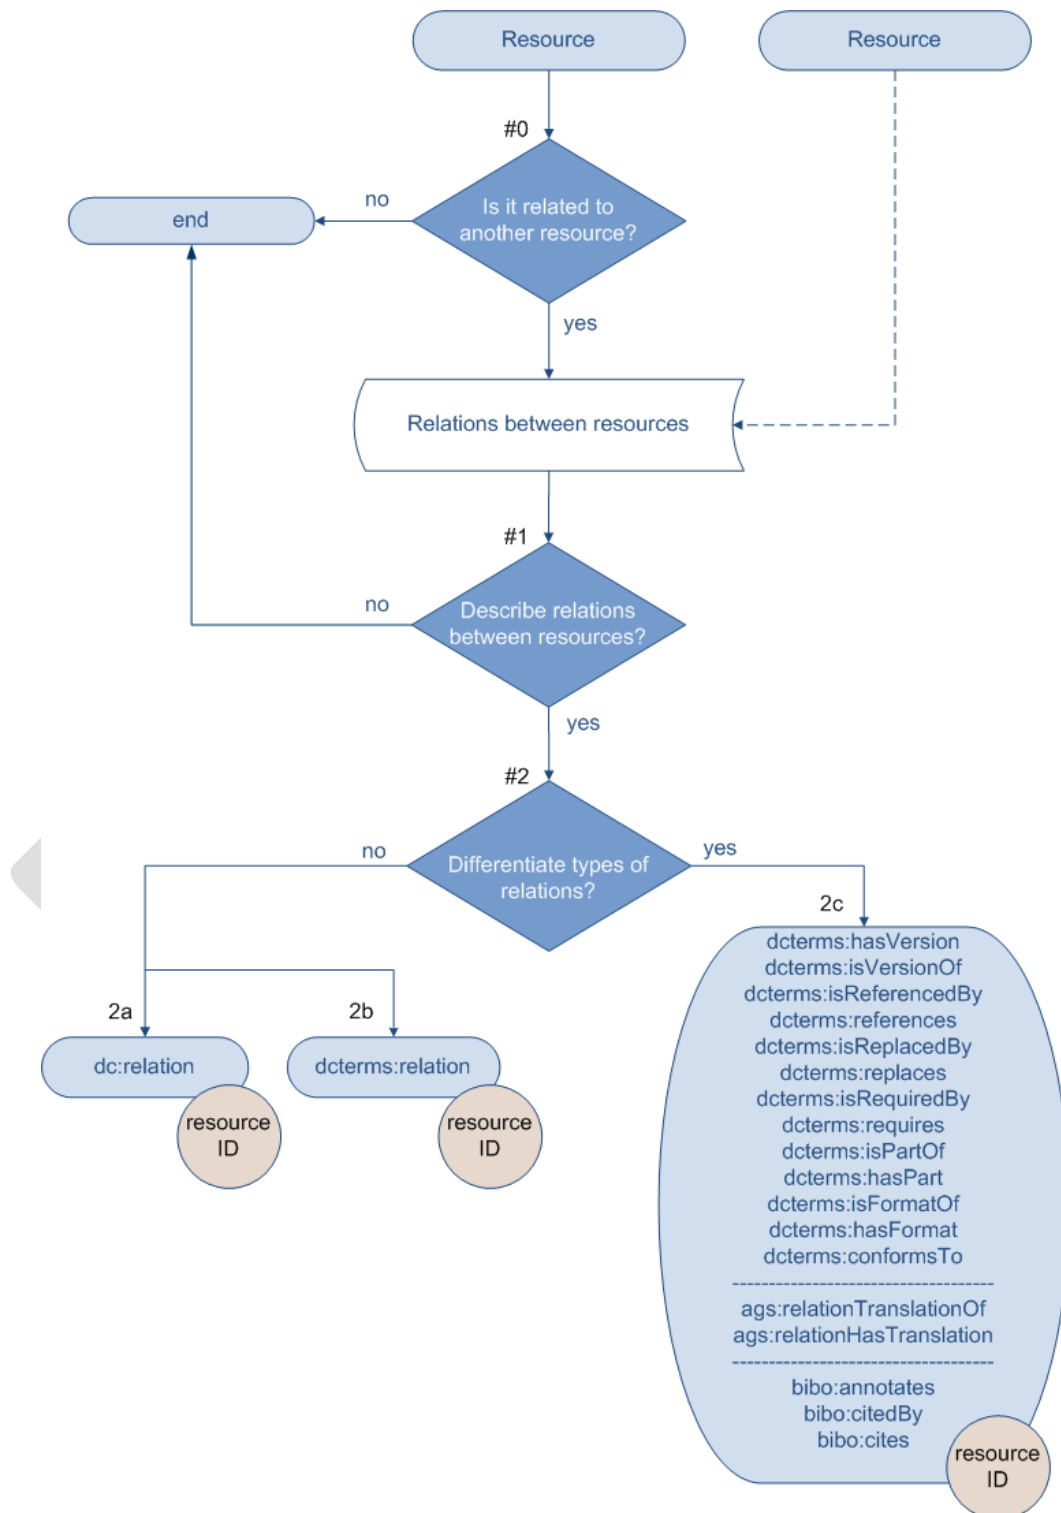 Resource
Resource
#0
Is it related to
another resource?
no
end
yes
Relations between resources
#1
Describe relations
between resources?
no
yes
#2
Differentiate types of
relations?
no
yes
2a
dc:relation
resource
ID
2b
dcterms:relation
resource
ID
2c
dcterms:hasVersion
dcterms:isVersionOf
dcterms:isReferencedBy
dcterms:references
dcterms:isReplacedBy
dcterms:replaces
dcterms:isRequiredBy
dcterms:requires
dcterms:isPartOf
dcterms:hasPart
dcterms:isFormatOf
dcterms:hasFormat
dcterms:conformsTo
------------------------------------
ags:relationTranslationOf
ags:relationHasTranslation
------------------------------------
bibo:annotates
bibo:citedBy
bibo:cites
resource
ID